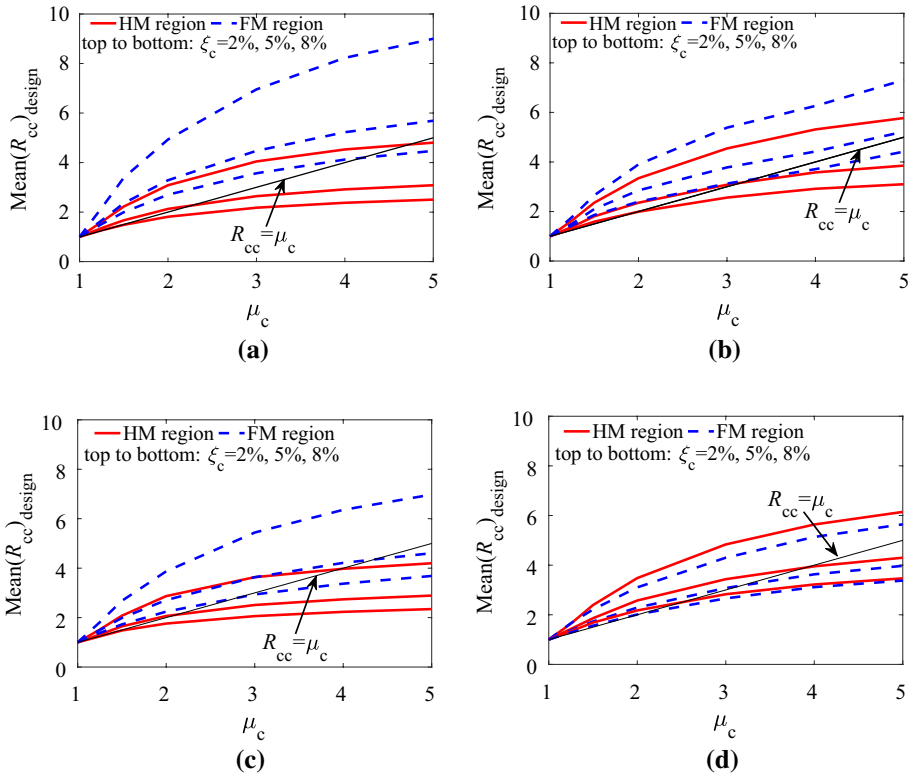 10
HM region FM region
top to bottom: ξc=2%, 5%, 8%
8
6
4
2
0
Mean(Rcc)design
Rcc=μc
1 2 3 4 5
μc
(a)
10
HM region FM region
top to bottom: ξc=2%, 5%, 8%
8
6
4
2
0
Mean(Rcc)design
Rcc=μc
1 2 3 4 5
μc
(b)
10
HM region FM region
top to bottom: ξc=2%, 5%, 8%
8
6
4
2
0
Mean(Rcc)design
Rcc=μc
1 2 3 4 5
μc
(c)
10
HM region FM region
top to bottom: ξc=2%, 5%, 8%
8
6
4
2
0
Mean(Rcc)design
Rcc=μc
1 2 3 4 5
μc
(d)